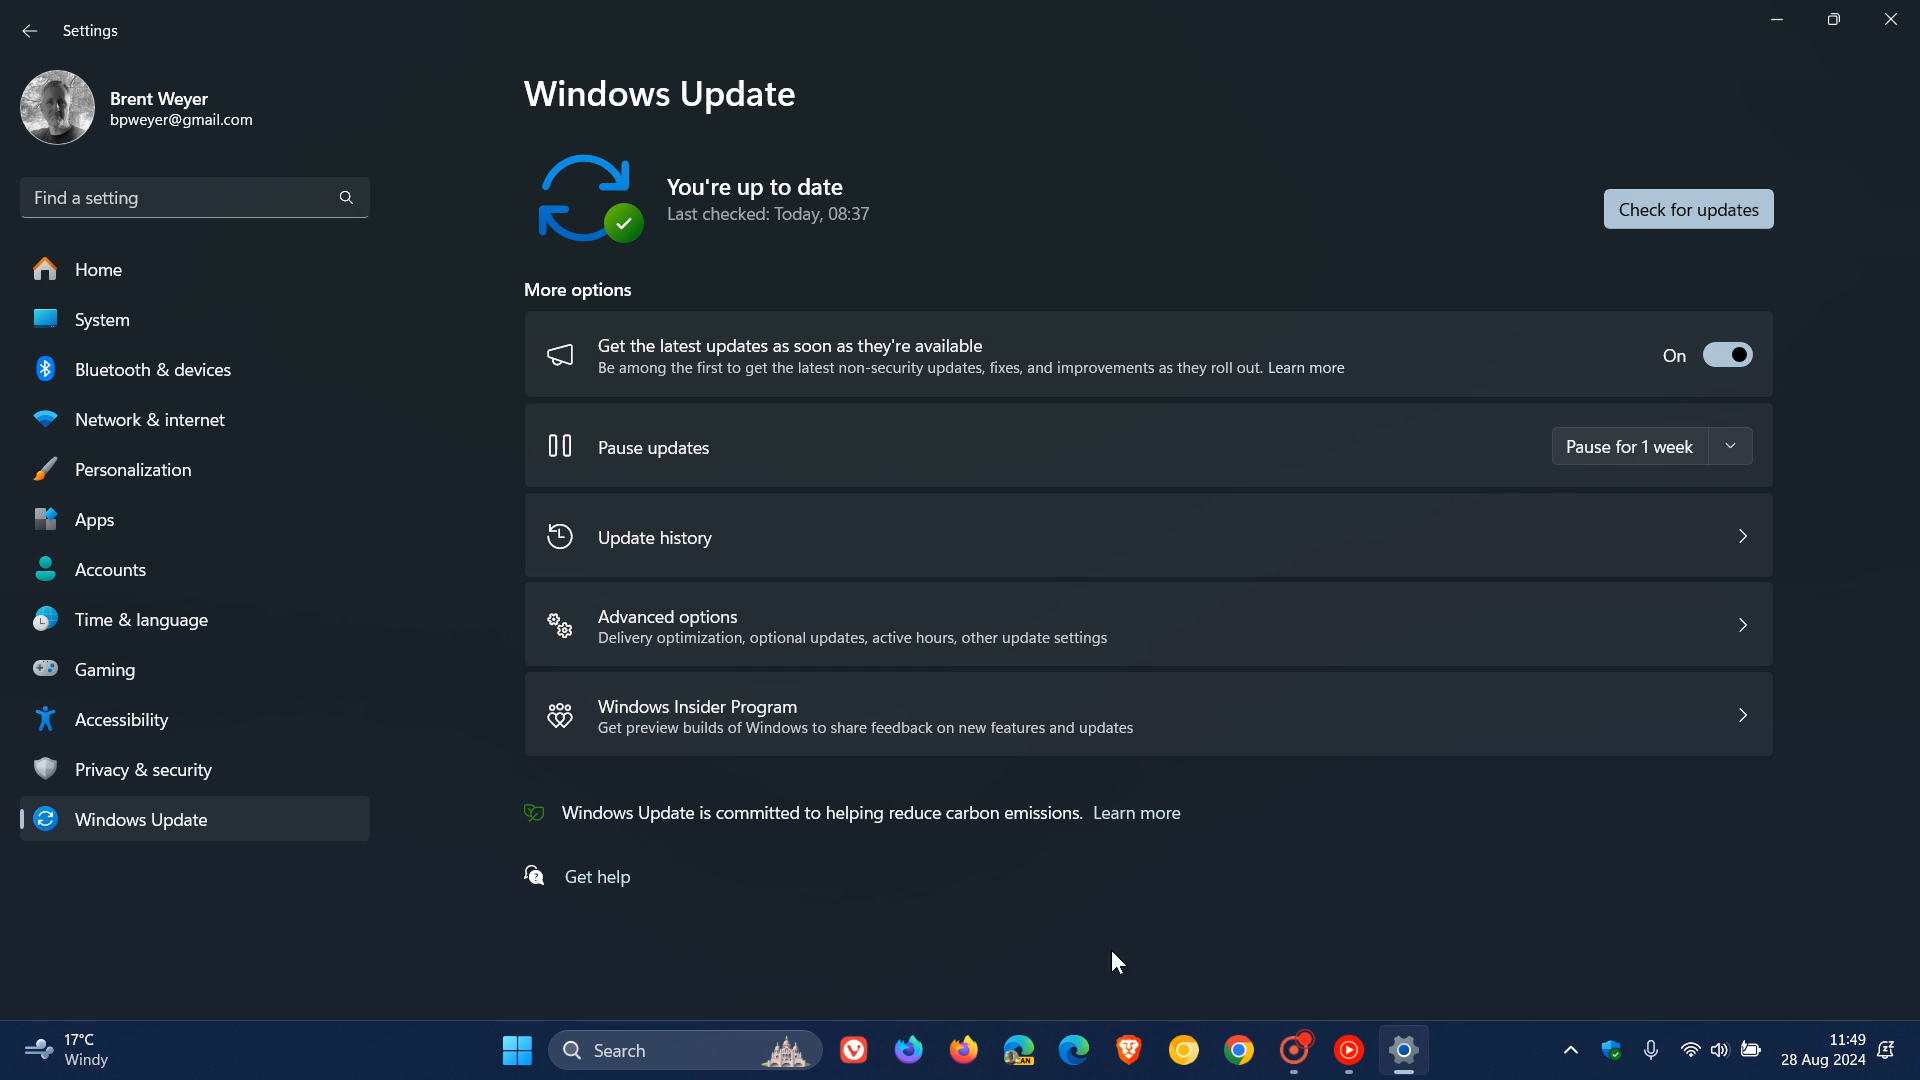 Settings
Brent Weyer
bpweyer@gmail.com
Find a setting
Home
System
Bluetooth & devices
Network & internet
Personalization
Apps
Accounts
Time & language
Gaming
Accessibility
Privacy & security
Windows Update
Windows Update
You're up to date
Last checked: Today, 08:37
Check for updates
More options
Get the latest updates as soon as they're available
Be among the first to get the latest non-security updates, fixes, and improvements as they roll out. Learn more
On
Pause updates
Pause for 1 week
Update history
Advanced options
Delivery optimization, optional updates, active hours, other update settings
Windows Insider Program
Get preview builds of Windows to share feedback on new features and updates
Windows Update is committed to helping reduce carbon emissions. Learn more
Get help
17°C
Windy
Search
CAN
11:49
28 Aug 2024